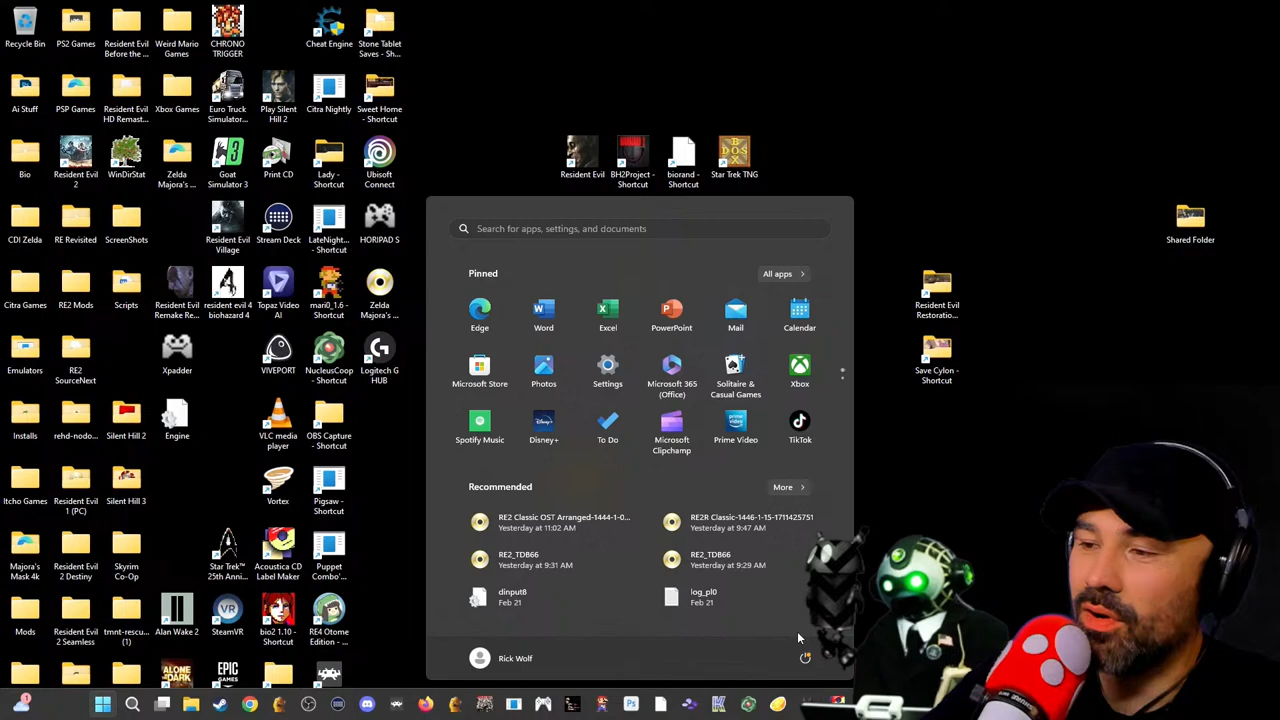 Recycle Bin
PS2 Games
Resident Evil
Before the ...
Weird Mario
Games
CHRONO
TRIGGER
Cheat Engine
Stone Tablet
Saves - Sh...
Ai Stuff
PSP Games
Resident Evil
HD Remast...
Xbox Games
Euro Truck
Simulator...
Play Silent
Hill 2
Citra Nightly
Sweet Home
- Shortcut
Bio
Resident Evil
2
WinDirStat
Zelda
Majora's ...
Goat
Simulator 3
Print CD
Lady -
Shortcut
Ubisoft
Connect
Resident Evil
BH2Project -
Shortcut
biorand -
Shortcut
Star Trek TNG
CDI Zelda
RE Revisited
ScreenShots
Resident Evil
Village
Stream Deck
LateNight...
- Shortcut
HORIPAD S
Shared Folder
Citra Games
RE2 Mods
Scripts
Resident Evil
Remake Re...
resident evil 4
biohazard 4
Topaz Video
AI
mari0_1.6 -
Shortcut
Zelda
Majora's ...
Resident Evil
Restoratio...
Emulators
RE2
SourceNext
Xpadder
VIVEPORT
NucleusCoop
- Shortcut
Logitech G
HUB
Save Cylon -
Shortcut
Installs
rehd-nodo...
Silent Hill 2
Engine
VLC media
player
OBS Capture
- Shortcut
Itcho Games
Resident Evil
1 (PC)
Silent Hill 3
Vortex
Pigsaw -
Shortcut
Majora's
Mask 4k
Resident Evil
2 Destiny
Skyrim
Co-Op
Star Trek™
25th Anni...
Acoustica CD
Label Maker
Puppet
Combo'...
Mods
Resident Evil
2 Seamless
tmnt-rescu...
(1)
Alan Wake 2
SteamVR
bio2 1.10 -
Shortcut
RE4 Otome
Edition - ...
ALONE
DARK
EPIC
GAMES
Search for apps, settings, and documents
Pinned
All apps
Edge
Word
Excel
PowerPoint
Mail
Calendar
Microsoft Store
Photos
Settings
Microsoft 365
(Office)
Solitaire &
Casual Games
Xbox
Spotify Music
Disney+
To Do
Microsoft
Clipchamp
Prime Video
TikTok
Recommended
More
RE2 Classic OST Arranged-1444-1-0...
Yesterday at 11:02 AM
RE2R Classic-1446-1-15-1711425751
Yesterday at 9:47 AM
RE2_TDB66
Yesterday at 9:31 AM
RE2_TDB66
Yesterday at 9:29 AM
dinput8
Feb 21
log_pl0
Feb 21
Rick Wolf
1